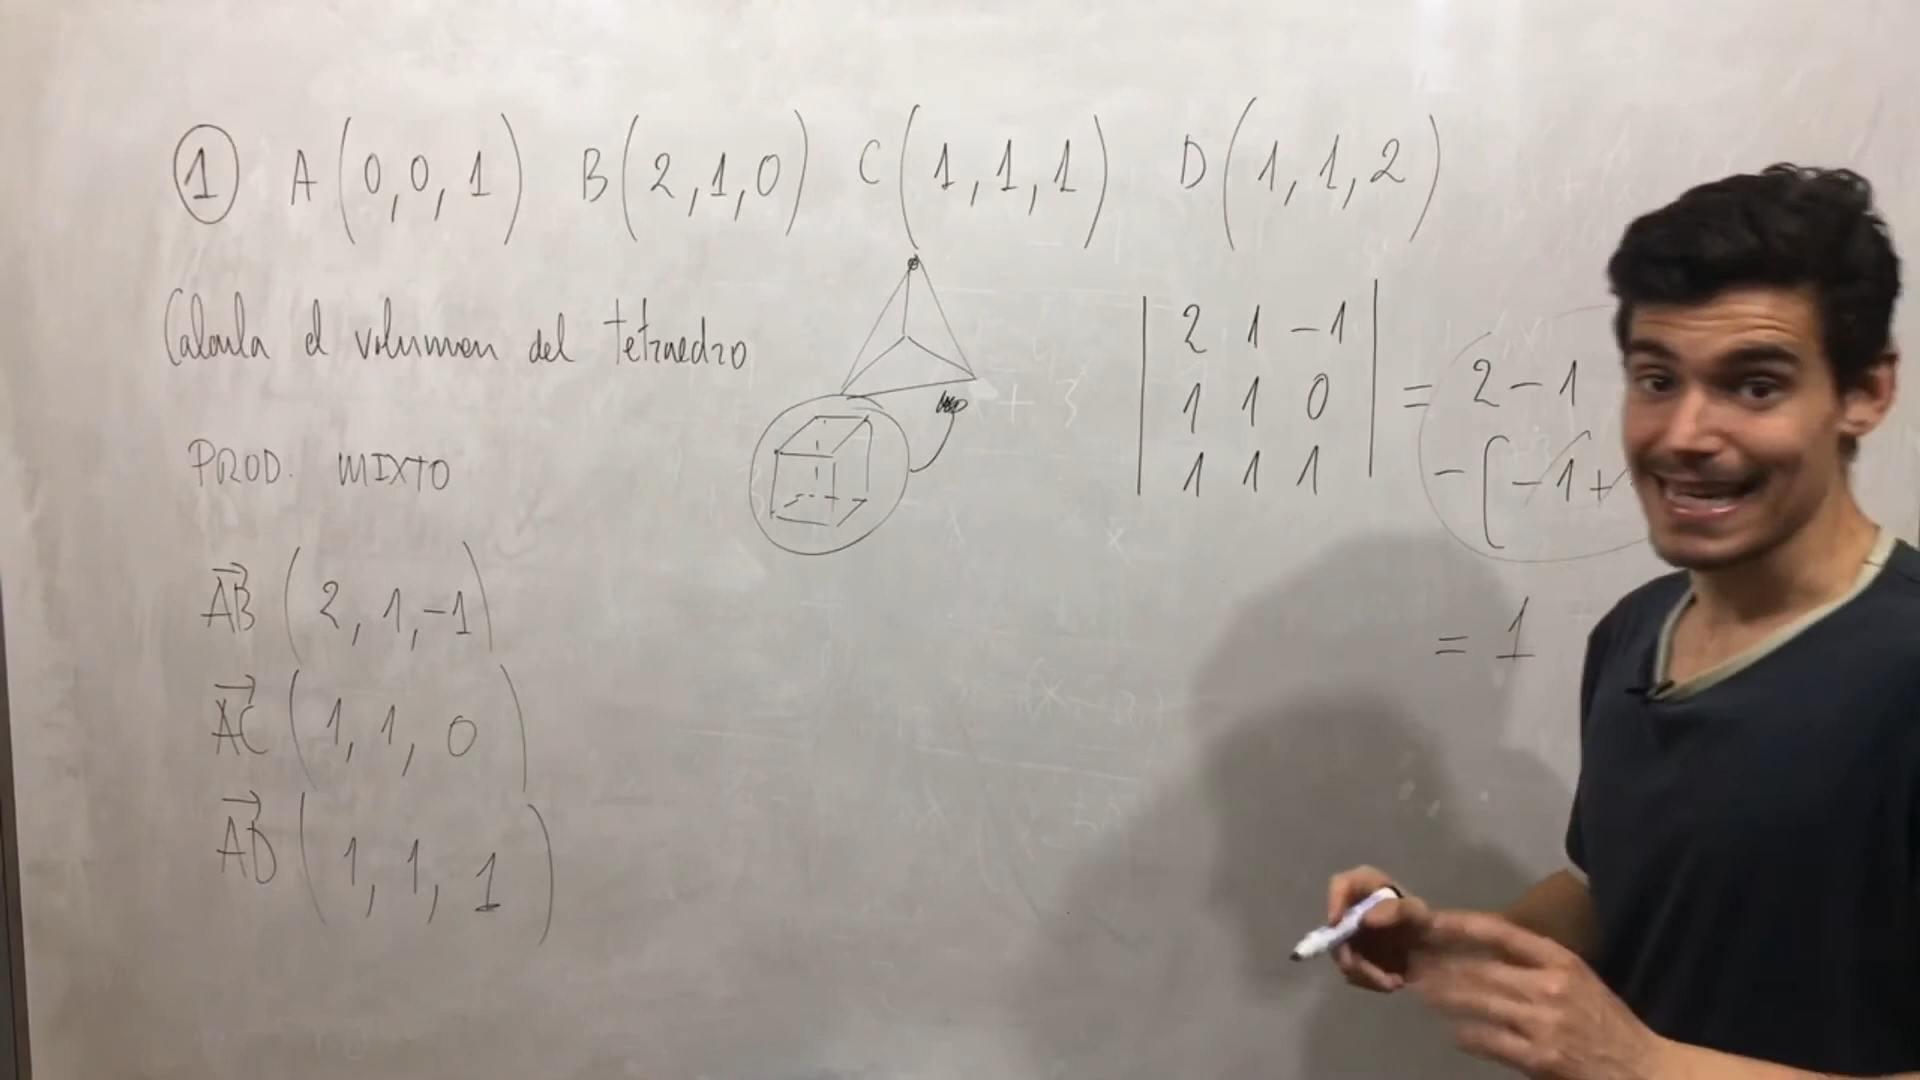 1 A(0,0,1) B(2,1,0) C(1,1,1) D(1,1,2)
Calcula el volumen del tetraedro
PROD. MIXTO
AB (2, 1, -1)
AC (1, 1, 0)
AD (1, 1, 1)
|2 1 -1|
|1 1 0| = 2 - 1
|1 1 1| - [-1 +
= 1